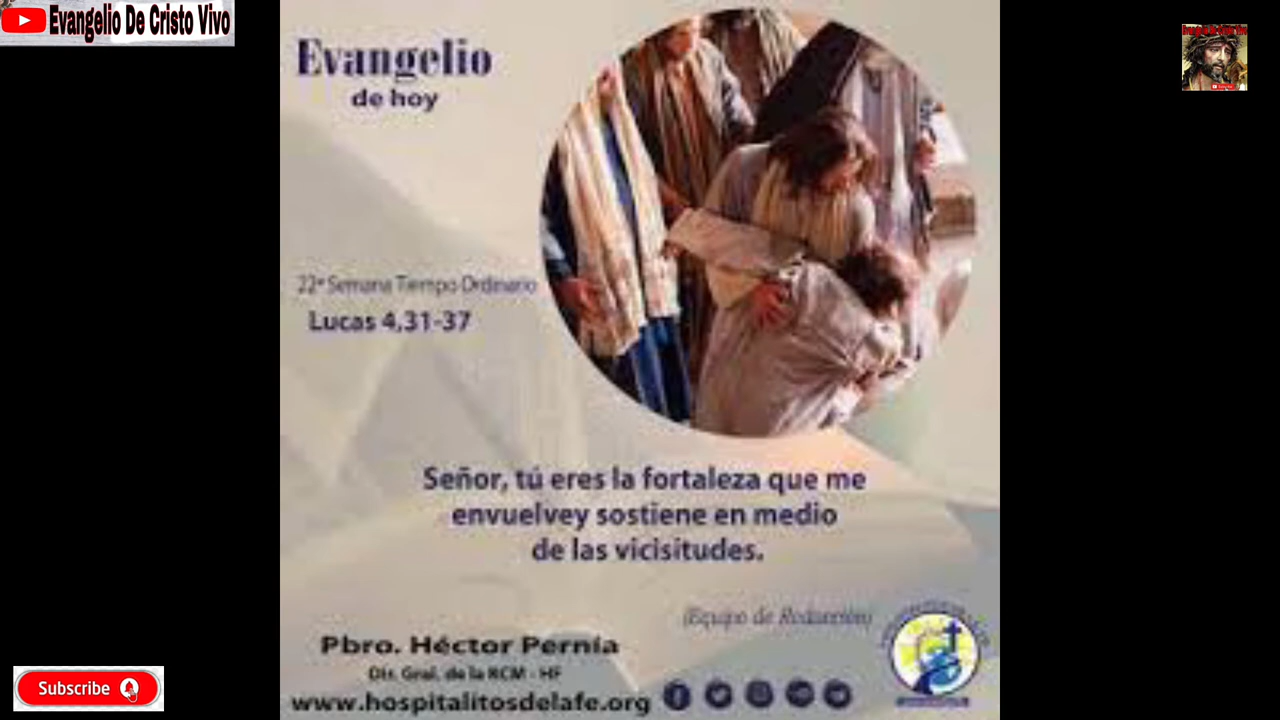 Evangelio De Cristo Vivo
Evangelio
de hoy
22ª Semana Tiempo Ordinario
Lucas 4,31-37
Señor, tú eres la fortaleza que me
envuelvey sostiene en medio
de las vicisitudes.
(Equipo de Redacción)
Pbro. Héctor Pernía
Dir. Gral. de la RCM - HF
www.hospitalitosdelafe.org
Subscribe